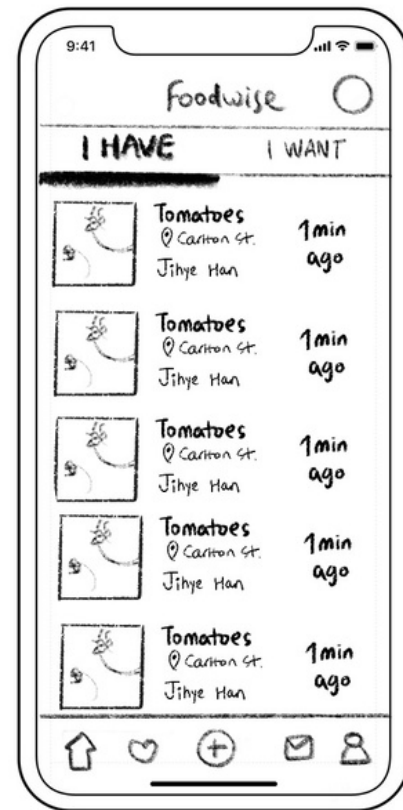 9:41
Foodwise
I HAVE
I WANT
Tomatoes
Carlton St.
Jihye Han
1min
ago
Tomatoes
Carlton St.
Jihye Han
1min
ago
Tomatoes
Carlton St.
Jihye Han
1min
ago
Tomatoes
Carlton St.
Jihye Han
1min
ago
Tomatoes
Carlton St.
Jihye Han
1min
ago